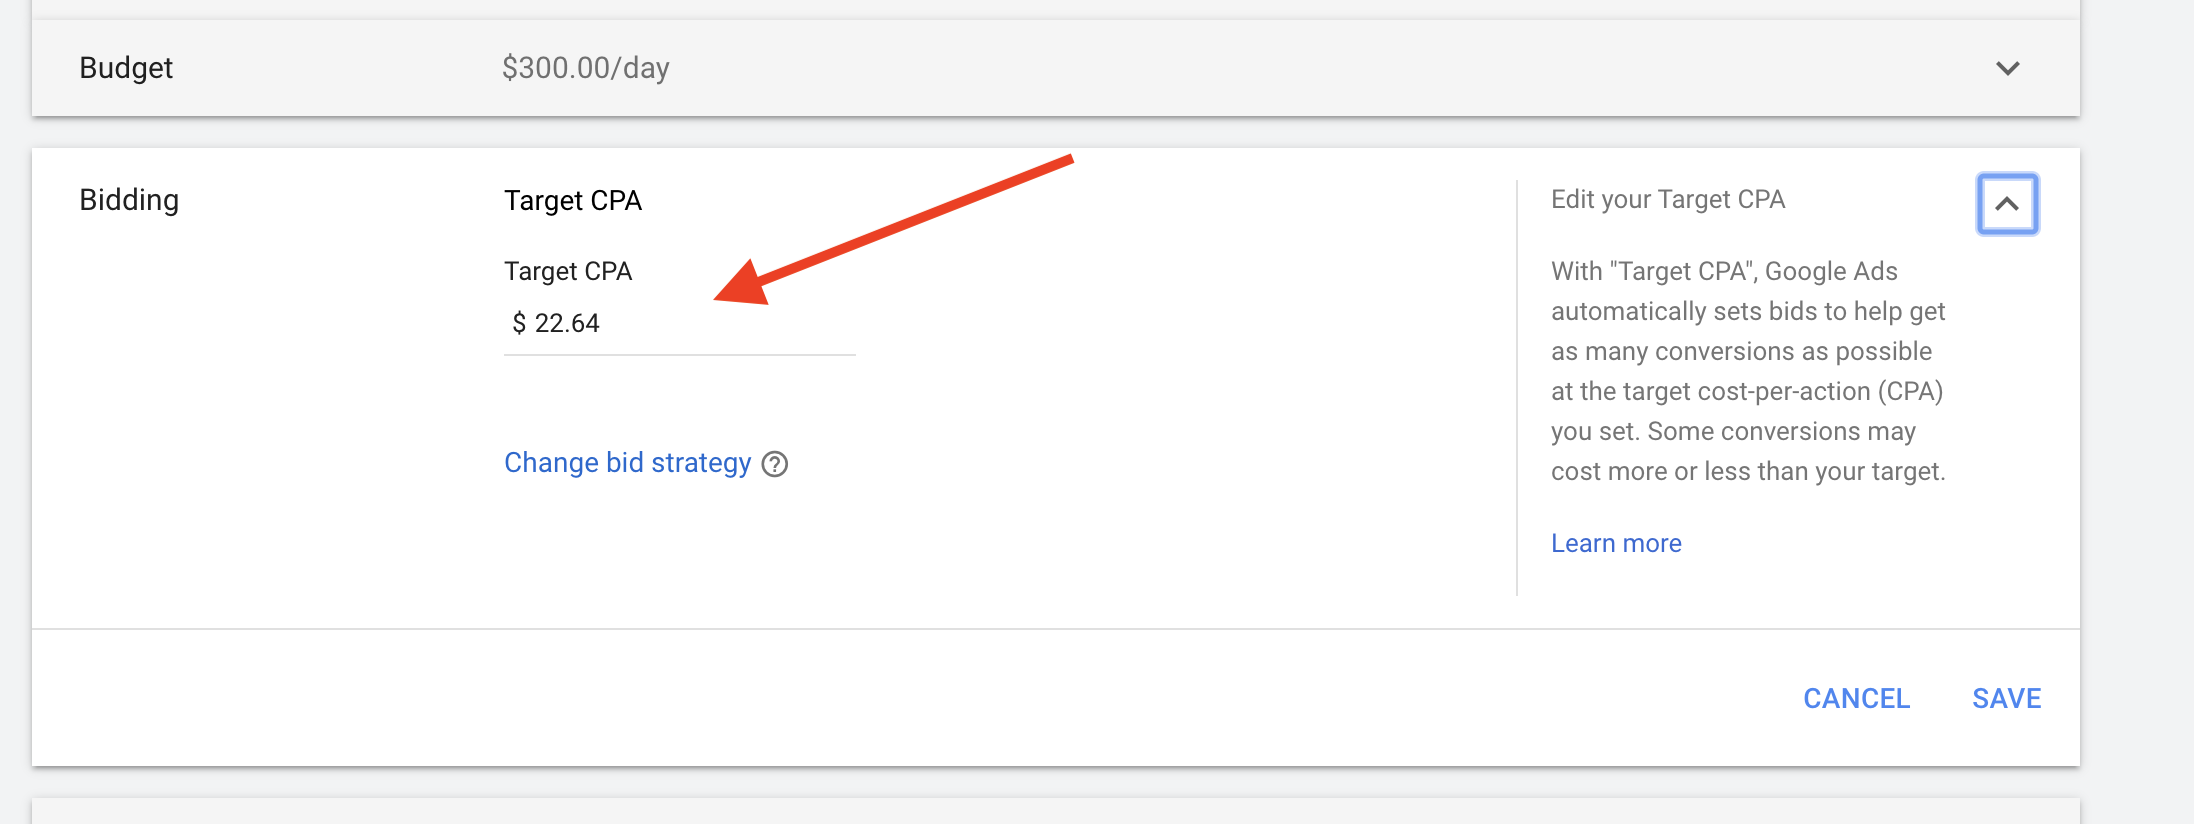 Budget
$300.00/day
Bidding
Target CPA
Target CPA
$ 22.64
Change bid strategy
Edit your Target CPA
With "Target CPA", Google Ads
automatically sets bids to help get
as many conversions as possible
at the target cost-per-action (CPA)
you set. Some conversions may
cost more or less than your target.
Learn more
CANCEL
SAVE